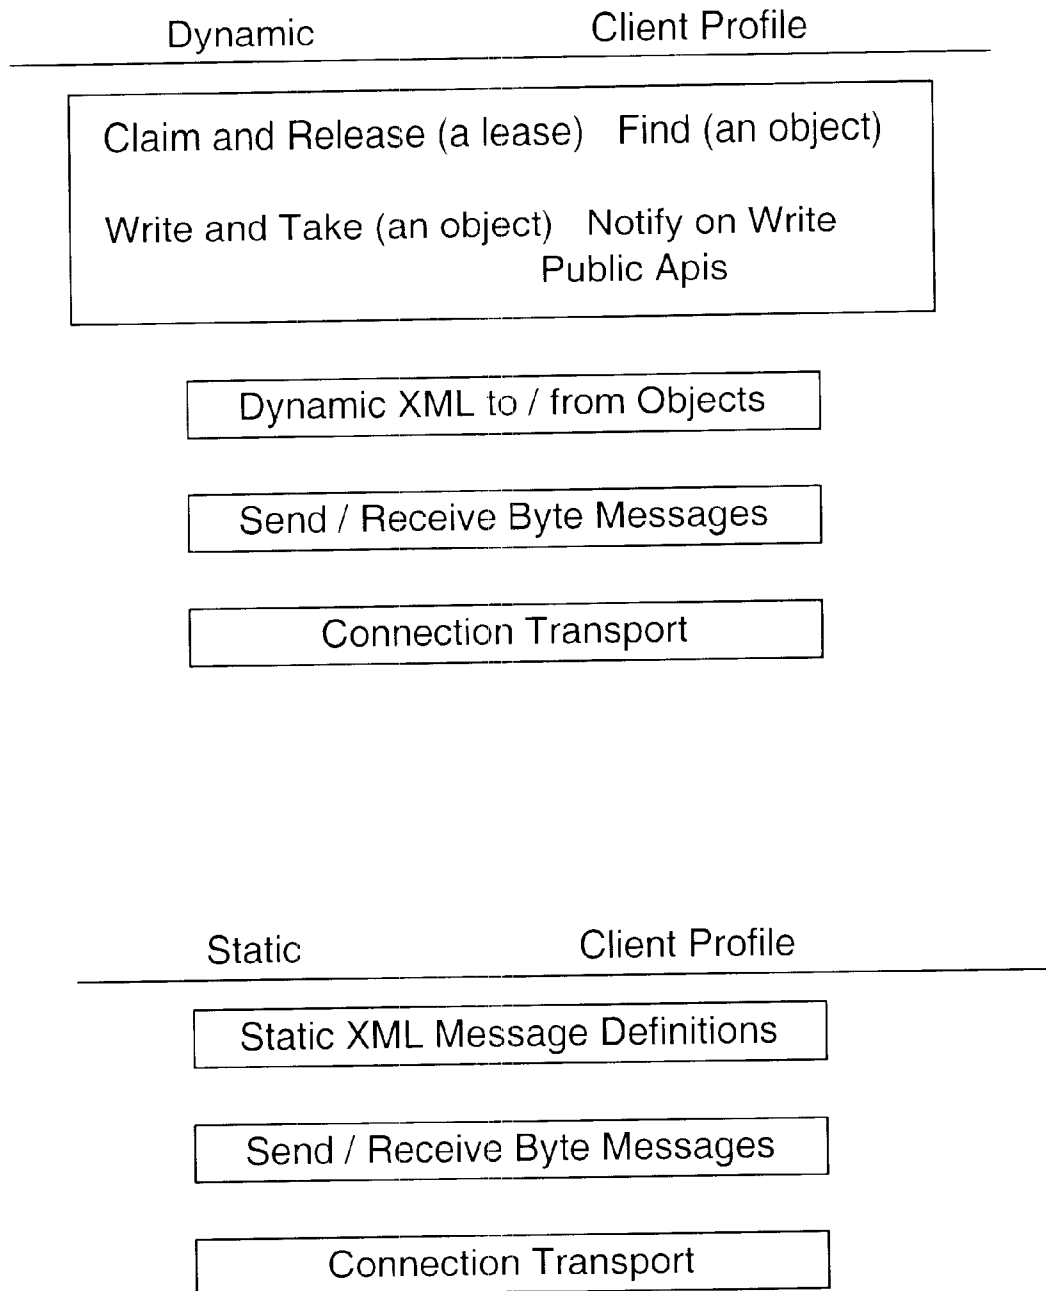 Dynamic Client Profile
Claim and Release (a lease) Find (an object)
Write and Take (an object) Notify on Write
Public Apis
Dynamic XML to / from Objects
Send / Receive Byte Messages
Connection Transport
Static Client Profile
Static XML Message Definitions
Send / Receive Byte Messages
Connection Transport